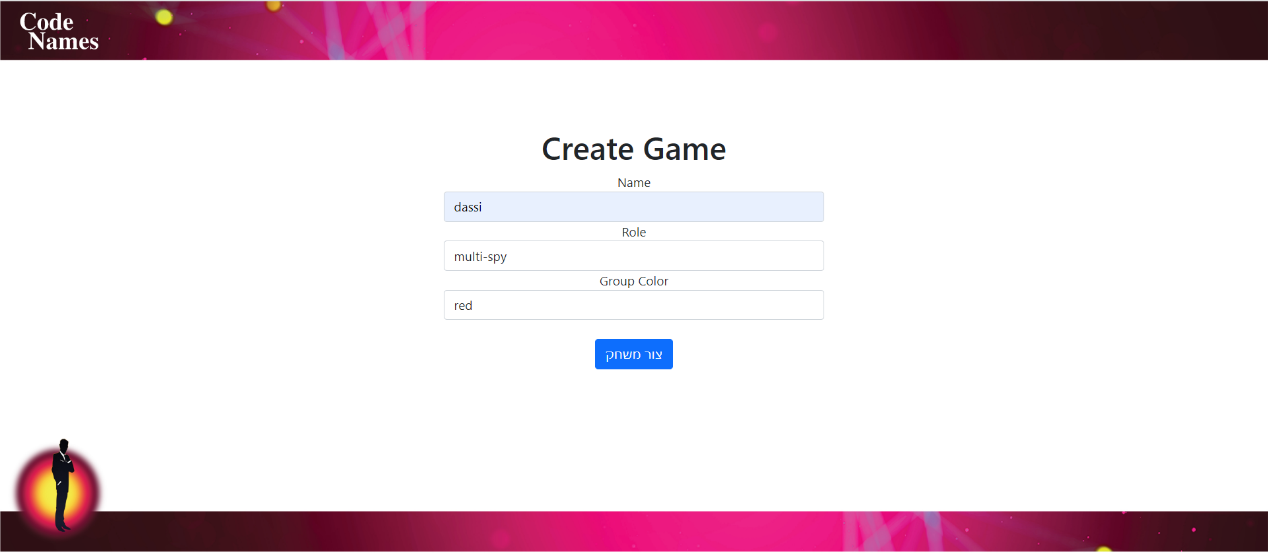 Code
Names
Create Game
Name
dassi
Role
multi-spy
Group Color
red
צור משחק